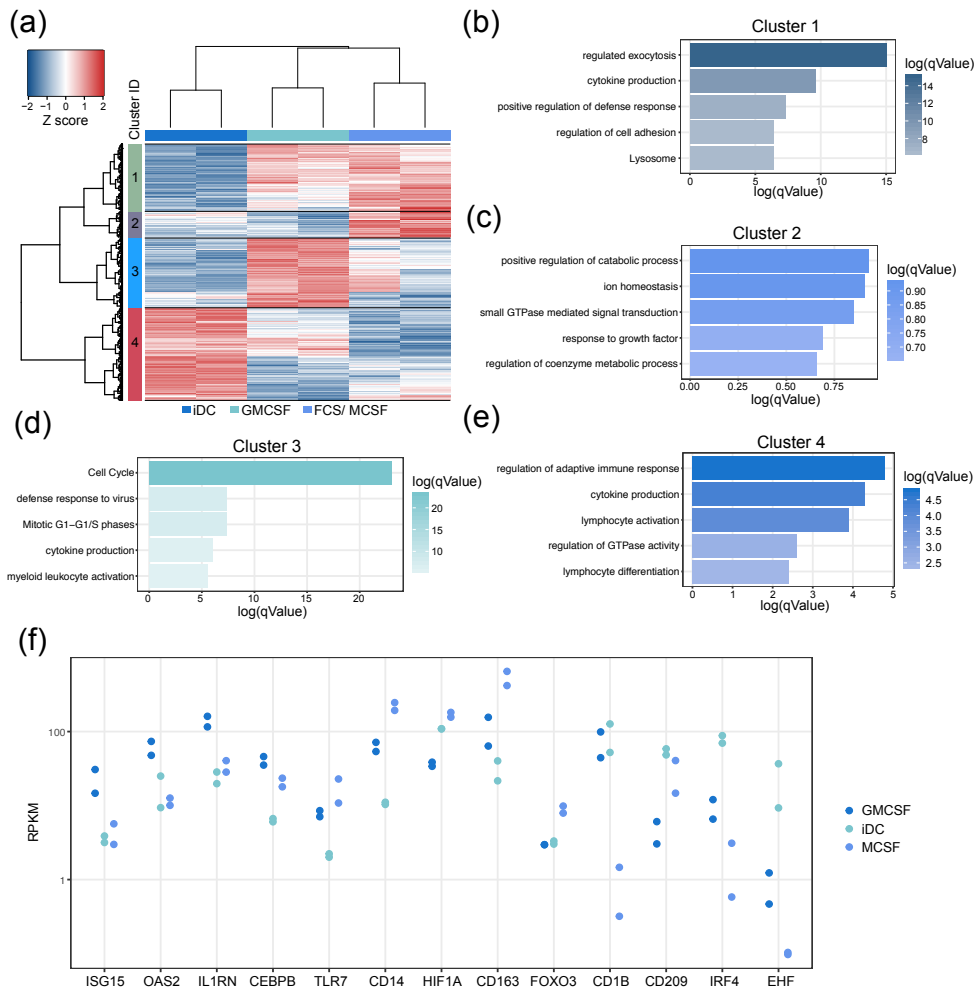 (a)
−2 −1 0 1 2
Z score
Cluster ID
1
2
3
4
iDC GMCSF FCS/ MCSF
(b)
Cluster 1
regulated exocytosis
cytokine production
positive regulation of defense response
regulation of cell adhesion
Lysosome
0 5 10 15
log(qValue)
log(qValue)
14
12
10
8
(c)
Cluster 2
positive regulation of catabolic process
ion homeostasis
small GTPase mediated signal transduction
response to growth factor
regulation of coenzyme metabolic process
0.00 0.25 0.50 0.75
log(qValue)
log(qValue)
0.90
0.85
0.80
0.75
0.70
(d)
Cluster 3
Cell Cycle
defense response to virus
Mitotic G1−G1/S phases
cytokine production
myeloid leukocyte activation
0 5 10 15 20
log(qValue)
log(qValue)
20
15
10
(e)
Cluster 4
regulation of adaptive immune response
cytokine production
lymphocyte activation
regulation of GTPase activity
lymphocyte differentiation
0 1 2 3 4 5
log(qValue)
log(qValue)
4.5
4.0
3.5
3.0
2.5
(f)
RPKM
100
1
ISG15 OAS2 IL1RN CEBPB TLR7 CD14 HIF1A CD163 FOXO3 CD1B CD209 IRF4 EHF
GMCSF
iDC
MCSF